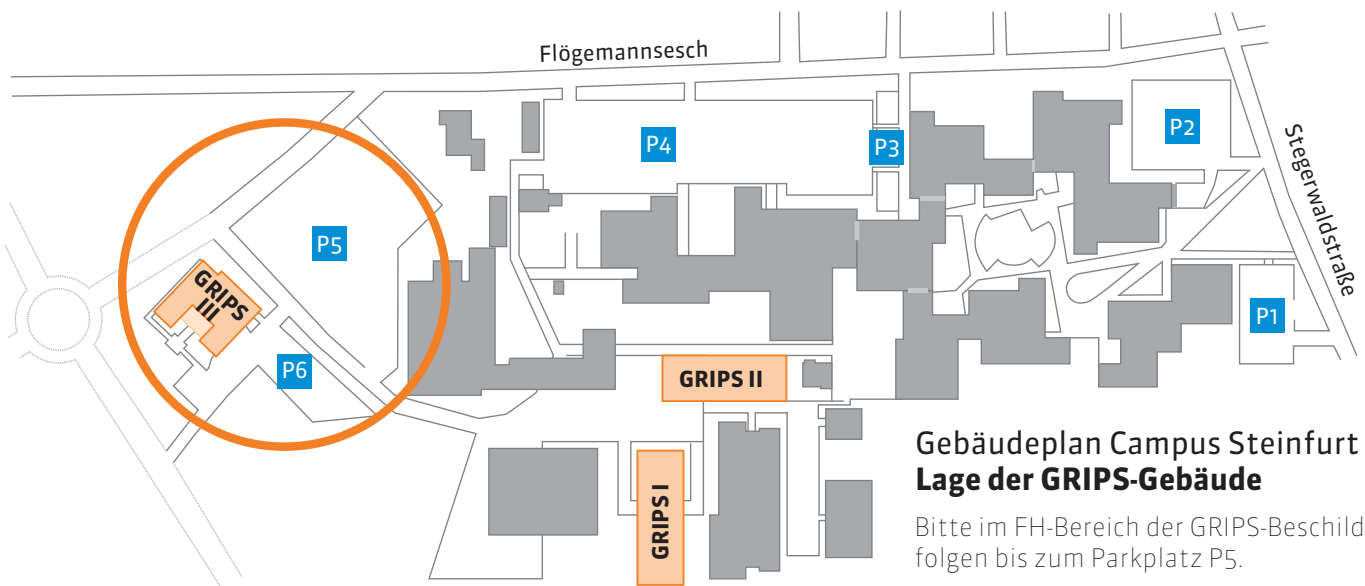 Flögemannsesch
P2
P4
P3
Stegerwaldstraße
P5
GRIPS
III
P1
P6
GRIPS II
GRIPS I
Gebäudeplan Campus Steinfurt
Lage der GRIPS-Gebäude
Bitte im FH-Bereich der GRIPS-Beschild
folgen bis zum Parkplatz P5.